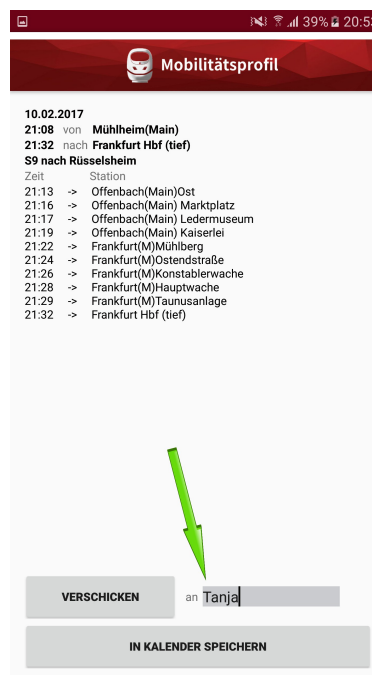 39% 20:53
Mobilitätsprofil
10.02.2017
21:08 von Mühlheim(Main)
21:32 nach Frankfurt Hbf (tief)
S9 nach Rüsselsheim
Zeit Station
21:13 -> Offenbach(Main)Ost
21:16 -> Offenbach(Main) Marktplatz
21:17 -> Offenbach(Main) Ledermuseum
21:19 -> Offenbach(Main) Kaiserlei
21:22 -> Frankfurt(M)Mühlberg
21:24 -> Frankfurt(M)Ostendstraße
21:26 -> Frankfurt(M)Konstablerwache
21:28 -> Frankfurt(M)Hauptwache
21:29 -> Frankfurt(M)Taunusanlage
21:32 -> Frankfurt Hbf (tief)
VERSCHICKEN an Tanja
IN KALENDER SPEICHERN